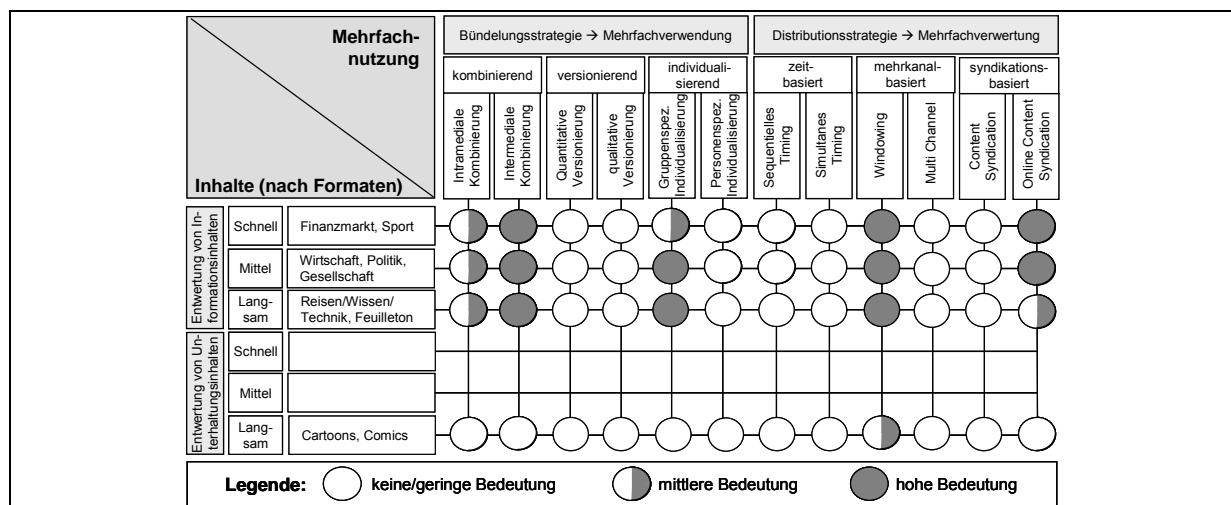 Mehrfach-
nutzung
Inhalte (nach Formaten)
Bündelungsstrategie → Mehrfachverwendung
Distributionsstrategie → Mehrfachverwertung
kombinierend
versionierend
individuali-
sierend
zeit-
basiert
mehrkanal-
basiert
syndikations-
basiert
Intramediale
Kombinierung
Intermediale
Kombinierung
Quantitative
Versionierung
qualitative
Versionierung
Gruppenspez.
Individualisierung
Personenspez.
Individualisierung
Sequentielles
Timing
Simultanes
Timing
Windowing
Multi Channel
Content
Syndication
Online Content
Syndication
Entwertung von In-
formationsinhalten
Schnell
Finanzmarkt, Sport
Mittel
Wirtschaft, Politik,
Gesellschaft
Lang-
sam
Reisen/Wissen/
Technik, Feuilleton
Entwertung von Un-
terhaltungsinhalten
Schnell
Mittel
Lang-
sam
Cartoons, Comics
Legende:
keine/geringe Bedeutung
mittlere Bedeutung
hohe Bedeutung